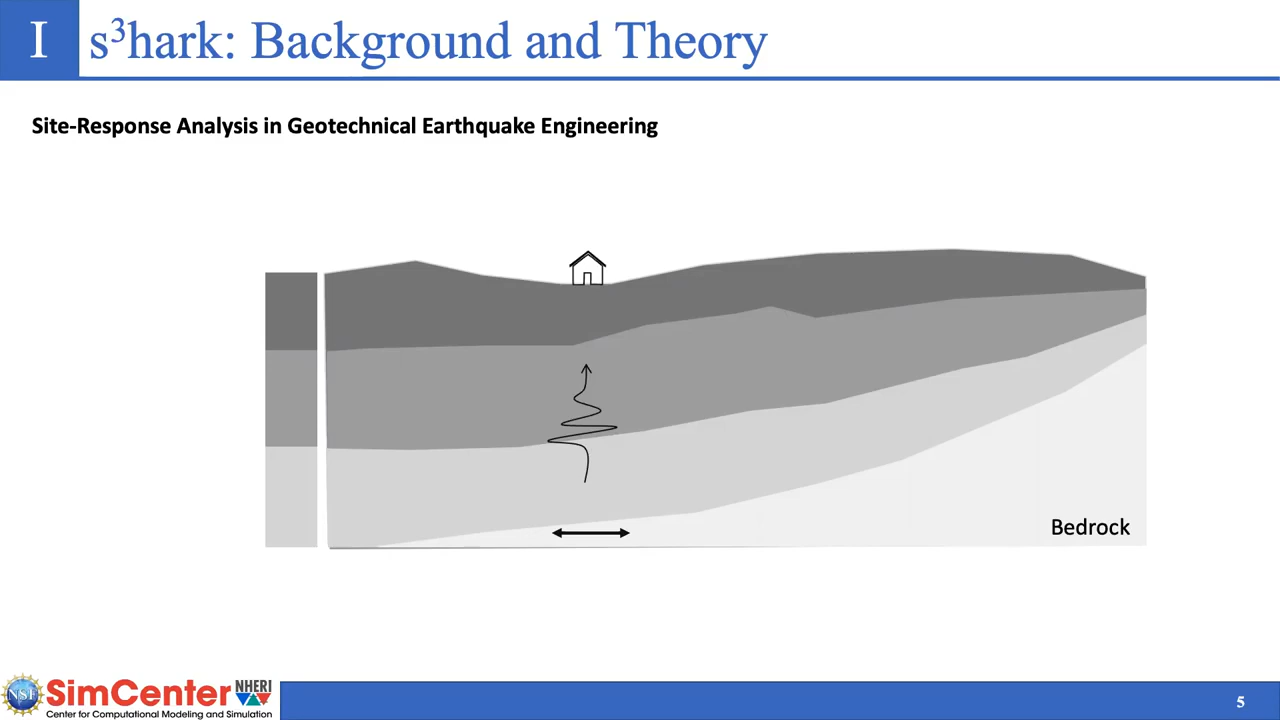 I
s³hark: Background and Theory
Site-Response Analysis in Geotechnical Earthquake Engineering
Bedrock
NSF
SimCenter
NHERI
Center for Computational Modeling and Simulation
5